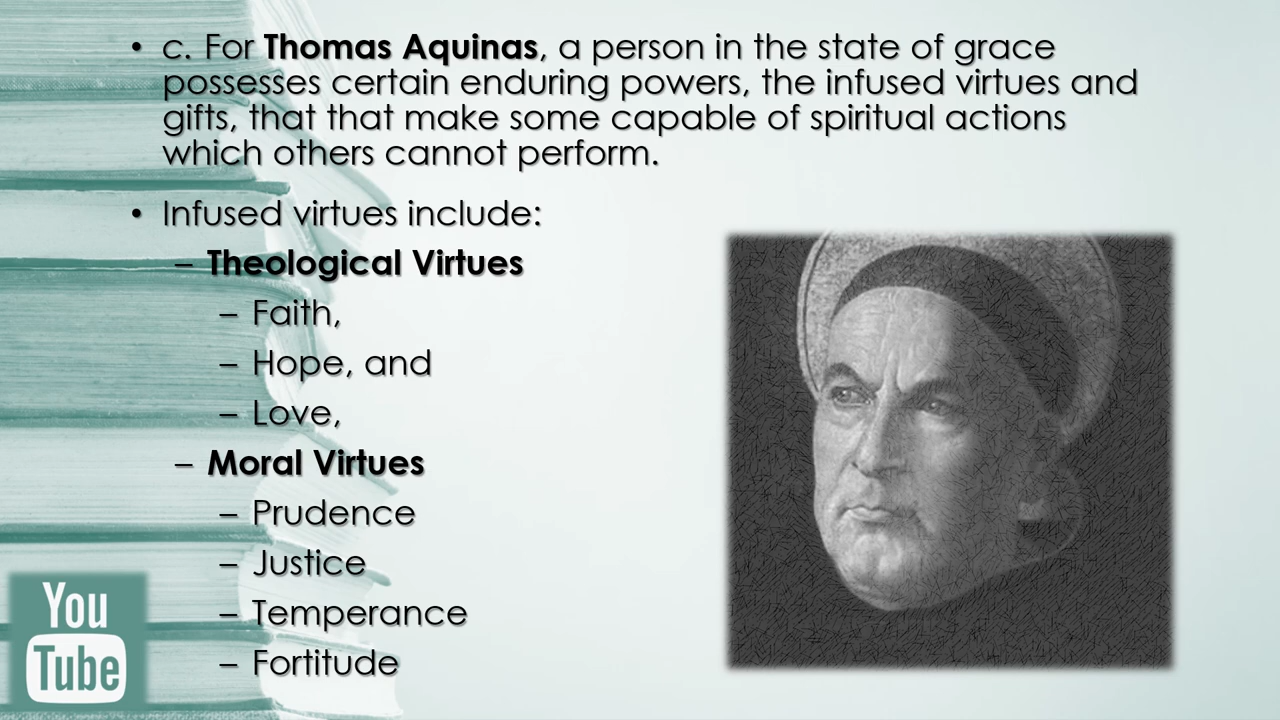 • c. For Thomas Aquinas, a person in the state of grace
possesses certain enduring powers, the infused virtues and
gifts, that that make some capable of spiritual actions
which others cannot perform.
• Infused virtues include:
– Theological Virtues
– Faith,
– Hope, and
– Love,
– Moral Virtues
– Prudence
– Justice
– Temperance
– Fortitude
You
Tube